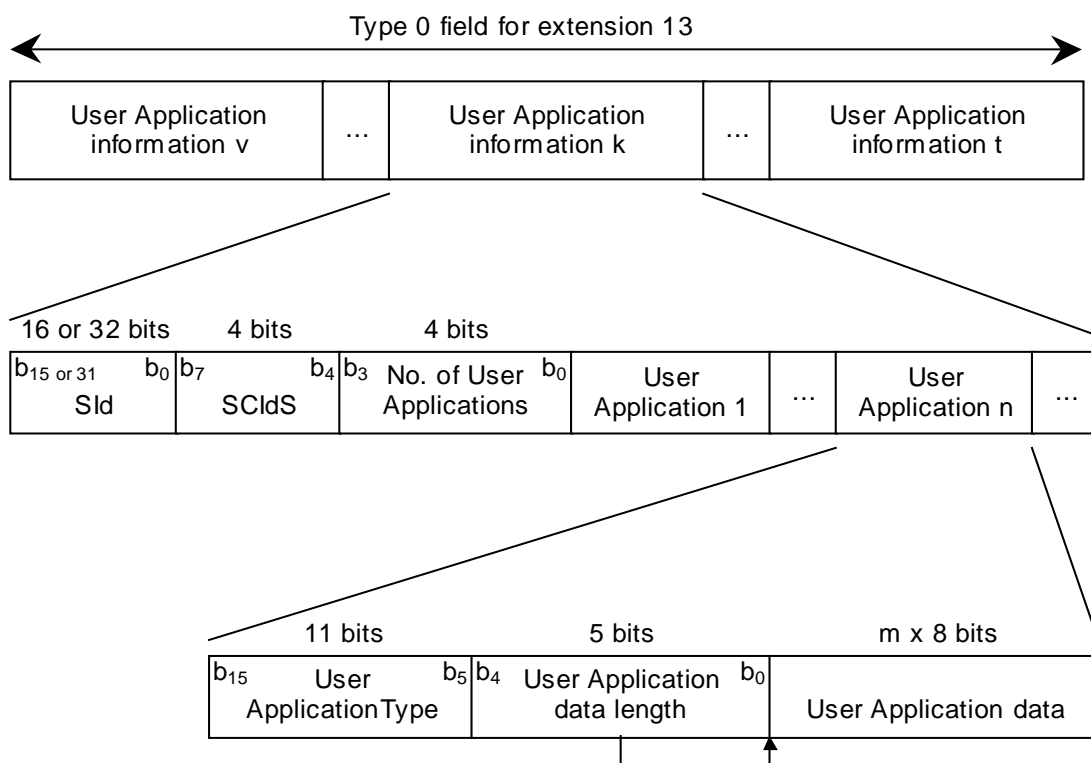 Type 0 field for extension 13
User Application
information v
...
User Application
information k
...
User Application
information t
16 or 32 bits
4 bits
4 bits
b15 or 31
b0
SId
b7
b4
SCIdS
b3
No. of User
b0
Applications
User
Application 1
...
User
Application n
...
11 bits
5 bits
m x 8 bits
b15
User
b5
ApplicationType
b4
User Application
b0
data length
User Application data